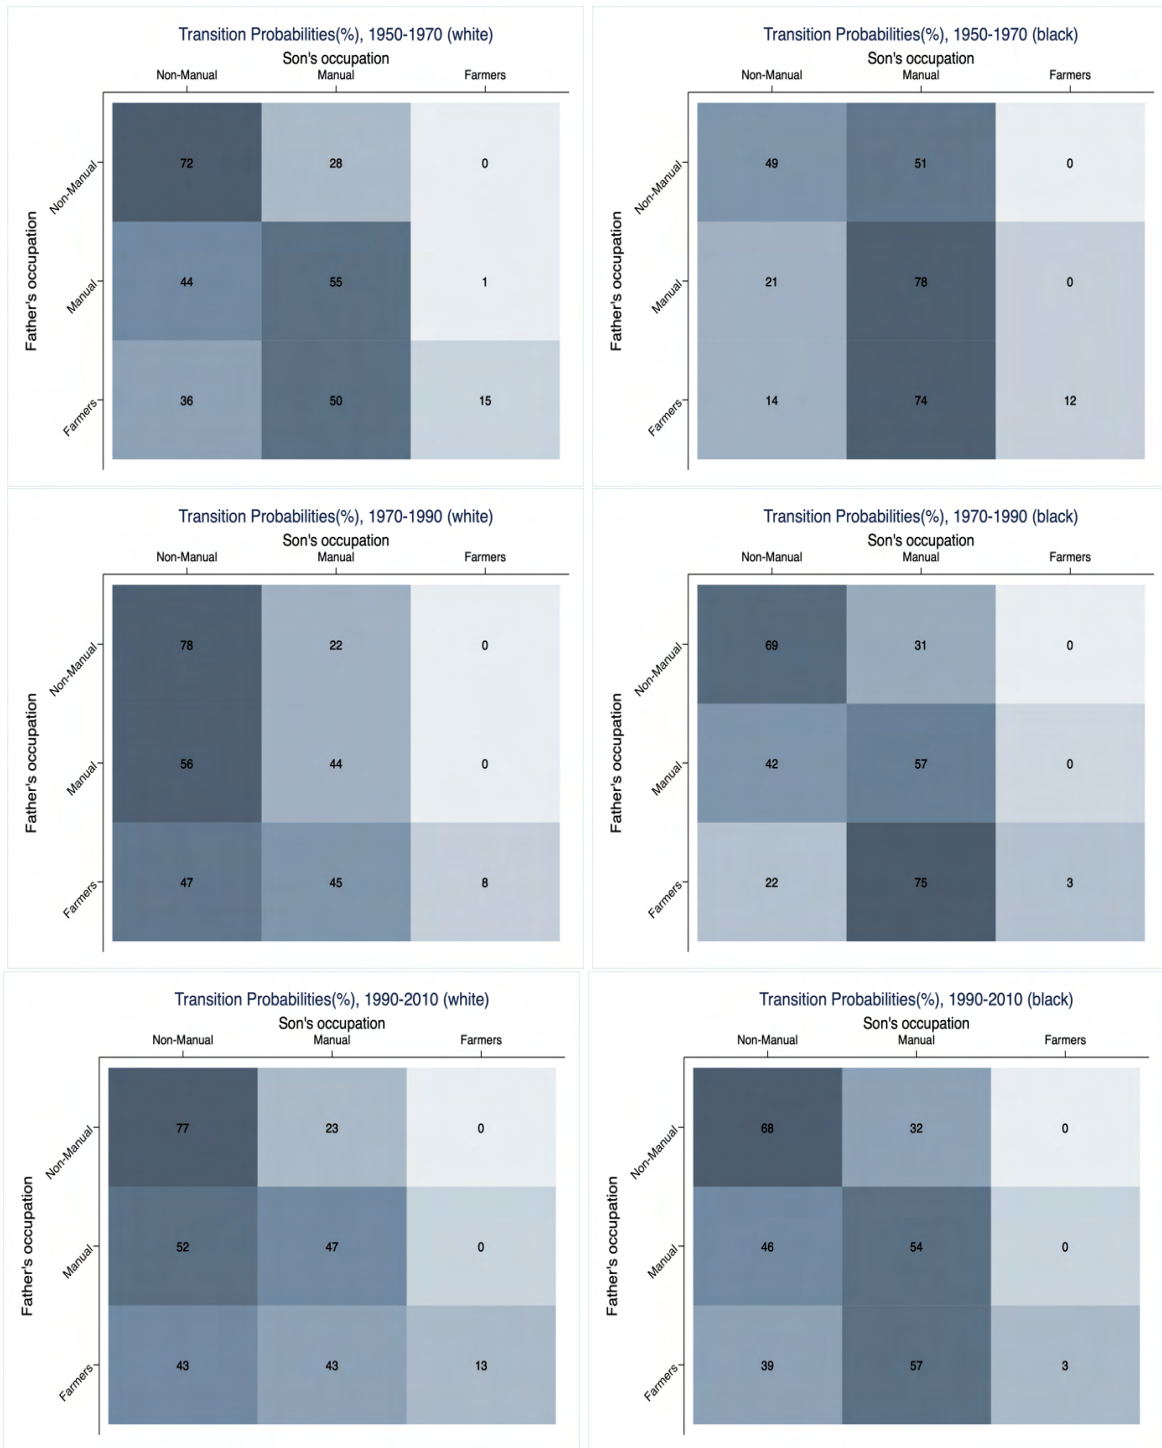 Transition Probabilities(%), 1950-1970 (white)
Son's occupation
Non-Manual Manual Farmers
Father's occupation
Non-Manual 72 28 0
Manual 44 55 1
Farmers 36 50 15
Transition Probabilities(%), 1950-1970 (black)
Son's occupation
Non-Manual Manual Farmers
Father's occupation
Non-Manual 49 51 0
Manual 21 78 0
Farmers 14 74 12
Transition Probabilities(%), 1970-1990 (white)
Son's occupation
Non-Manual Manual Farmers
Father's occupation
Non-Manual 78 22 0
Manual 56 44 0
Farmers 47 45 8
Transition Probabilities(%), 1970-1990 (black)
Son's occupation
Non-Manual Manual Farmers
Father's occupation
Non-Manual 69 31 0
Manual 42 57 0
Farmers 22 75 3
Transition Probabilities(%), 1990-2010 (white)
Son's occupation
Non-Manual Manual Farmers
Father's occupation
Non-Manual 77 23 0
Manual 52 47 0
Farmers 43 43 13
Transition Probabilities(%), 1990-2010 (black)
Son's occupation
Non-Manual Manual Farmers
Father's occupation
Non-Manual 68 32 0
Manual 46 54 0
Farmers 39 57 3